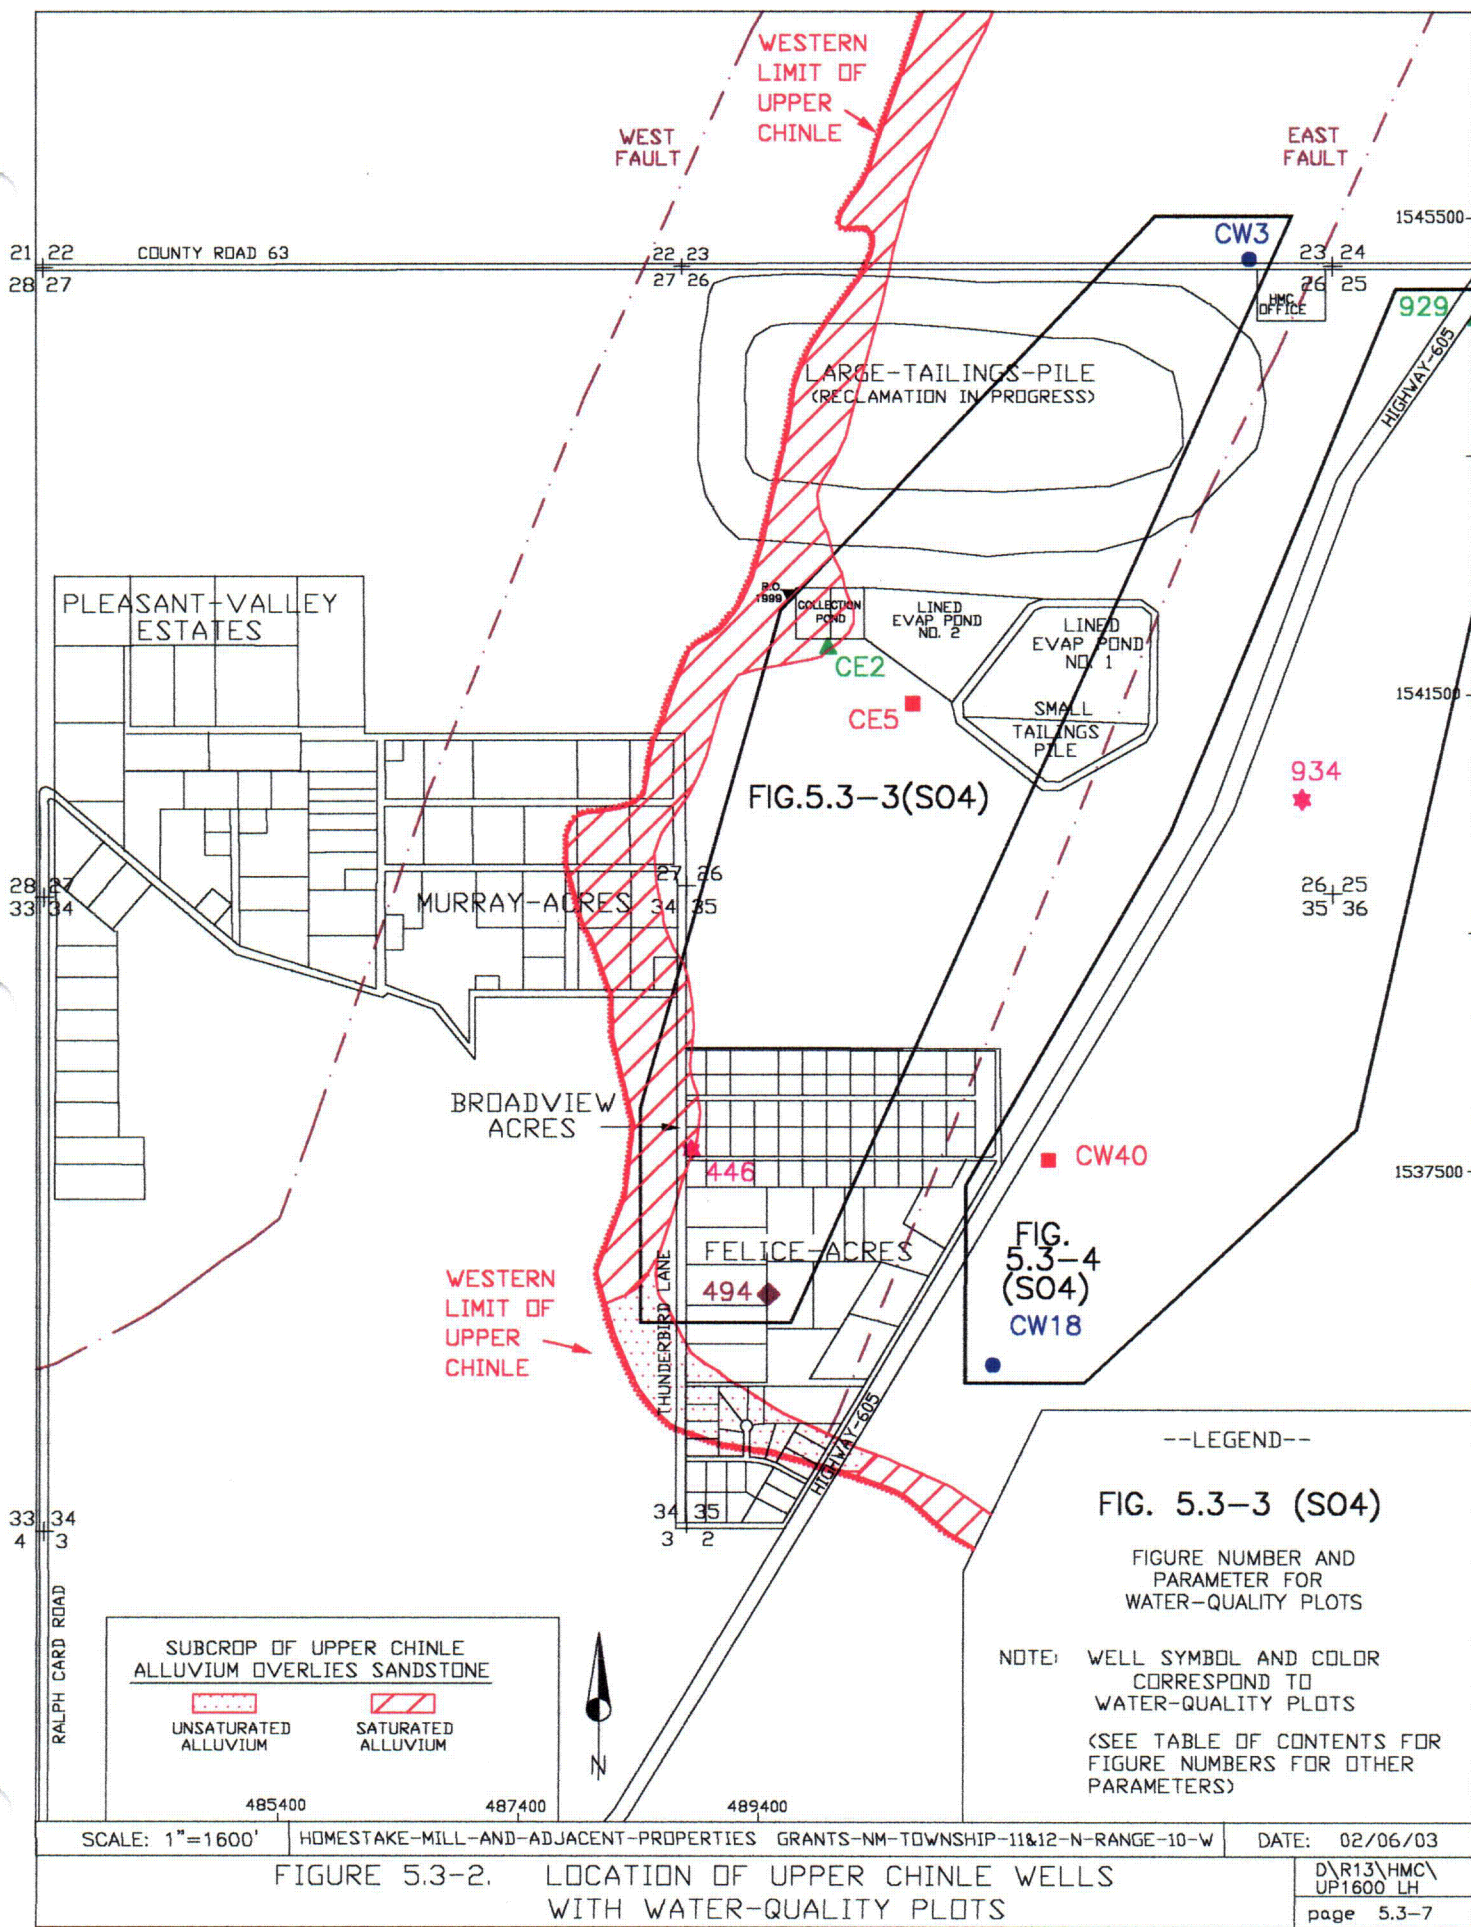 WESTERN
LIMIT OF
UPPER
CHINLE
WEST
FAULT
EAST
FAULT
1545500
CW3
21 22
COUNTY ROAD 63
22 23
23 24
28 27
27 26
26 25
HMC
OFFICE
929
HIGHWAY-605
LARGE-TAILINGS-PILE
(RECLAMATION IN PROGRESS)
R.O.
1999
COLLECTION
POND
LINED
EVAP POND
NO. 2
LINED
EVAP POND
NO. 1
PLEASANT-VALLEY
ESTATES
CE2
CE5
SMALL
TAILINGS
PILE
1541500
934
FIG.5.3-3(SO4)
28 27
33 34
27 26
34 35
26 25
35 36
MURRAY-ACRES
BROADVIEW
ACRES
446
CW40
1537500
FELICE-ACRES
494
THUNDERBIRD LANE
WESTERN
LIMIT OF
UPPER
CHINLE
FIG.
5.3-4
(SO4)
CW18
HIGHWAY-605
33 34
4 3
34 35
3 2
RALPH CARD ROAD
--LEGEND--
FIG. 5.3-3 (SO4)
FIGURE NUMBER AND
PARAMETER FOR
WATER-QUALITY PLOTS
NOTE: WELL SYMBOL AND COLOR
CORRESPOND TO
WATER-QUALITY PLOTS
(SEE TABLE OF CONTENTS FOR
FIGURE NUMBERS FOR OTHER
PARAMETERS)
SUBCROP OF UPPER CHINLE
ALLUVIUM OVERLIES SANDSTONE
UNSATURATED
ALLUVIUM
SATURATED
ALLUVIUM
N
485400
487400
489400
SCALE: 1"=1600'
HOMESTAKE-MILL-AND-ADJACENT-PROPERTIES GRANTS-NM-TOWNSHIP-11&12-N-RANGE-10-W
DATE: 02/06/03
FIGURE 5.3-2. LOCATION OF UPPER CHINLE WELLS
WITH WATER-QUALITY PLOTS
D\R13\HMC\
UP1600 LH
page 5.3-7